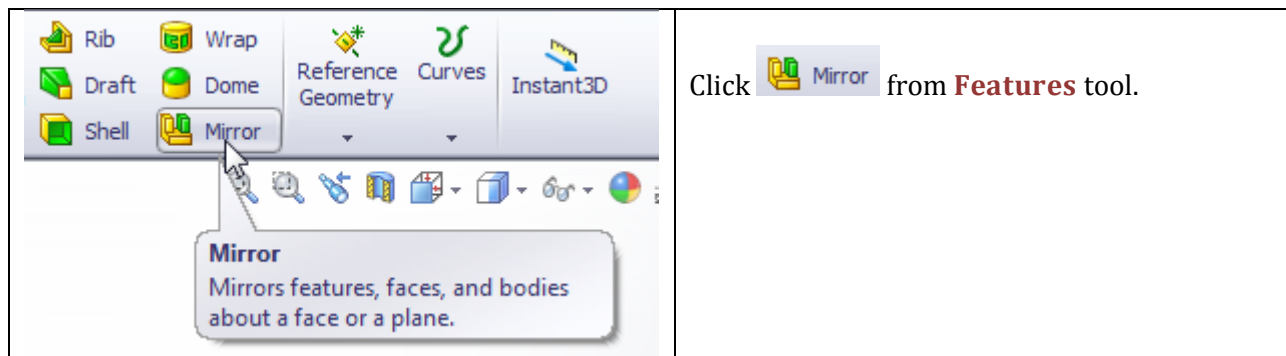 Rib Wrap
Draft Dome
Shell Mirror
Reference Geometry
Curves
Instant3D
Mirror
Mirrors features, faces, and bodies
about a face or a plane.
Click Mirror from Features tool.